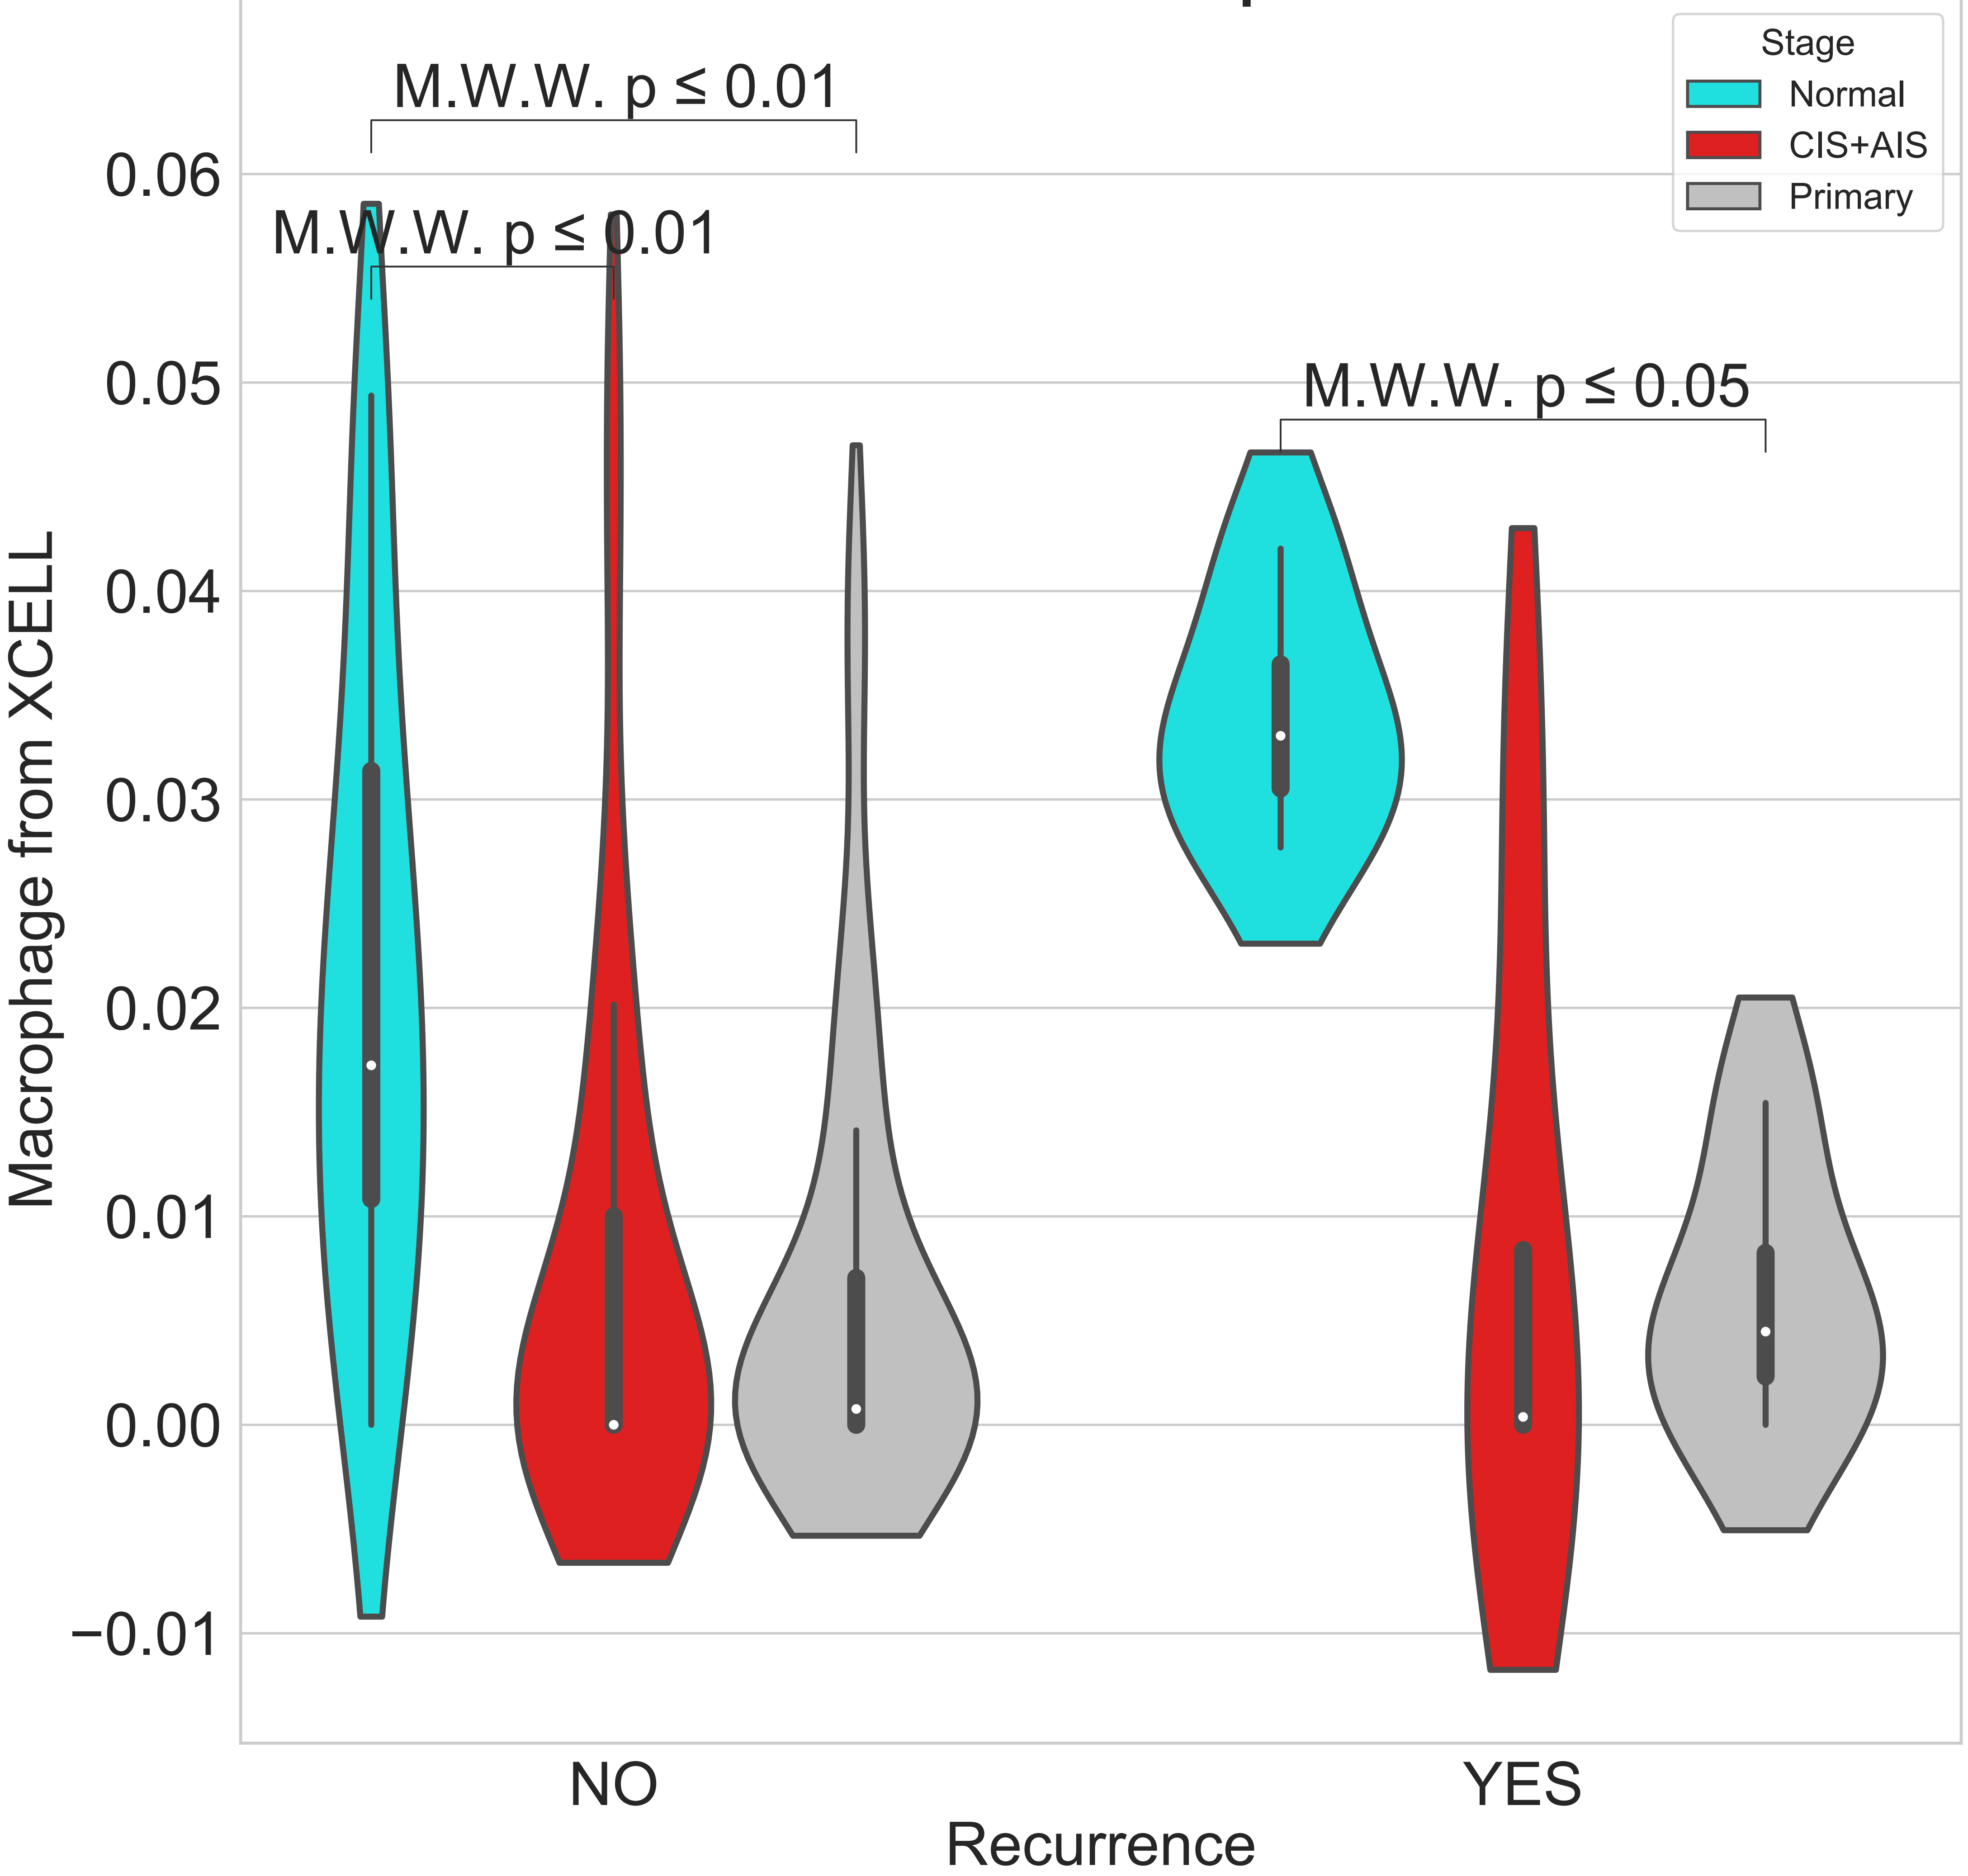 M.W.W. p ≤ 0.01
M.W.W. p ≤ 0.01
M.W.W. p ≤ 0.05
Stage
Normal
CIS+AIS
Primary
Macrophage from XCELL
0.06
0.05
0.04
0.03
0.02
0.01
0.00
−0.01
NO
YES
Recurrence